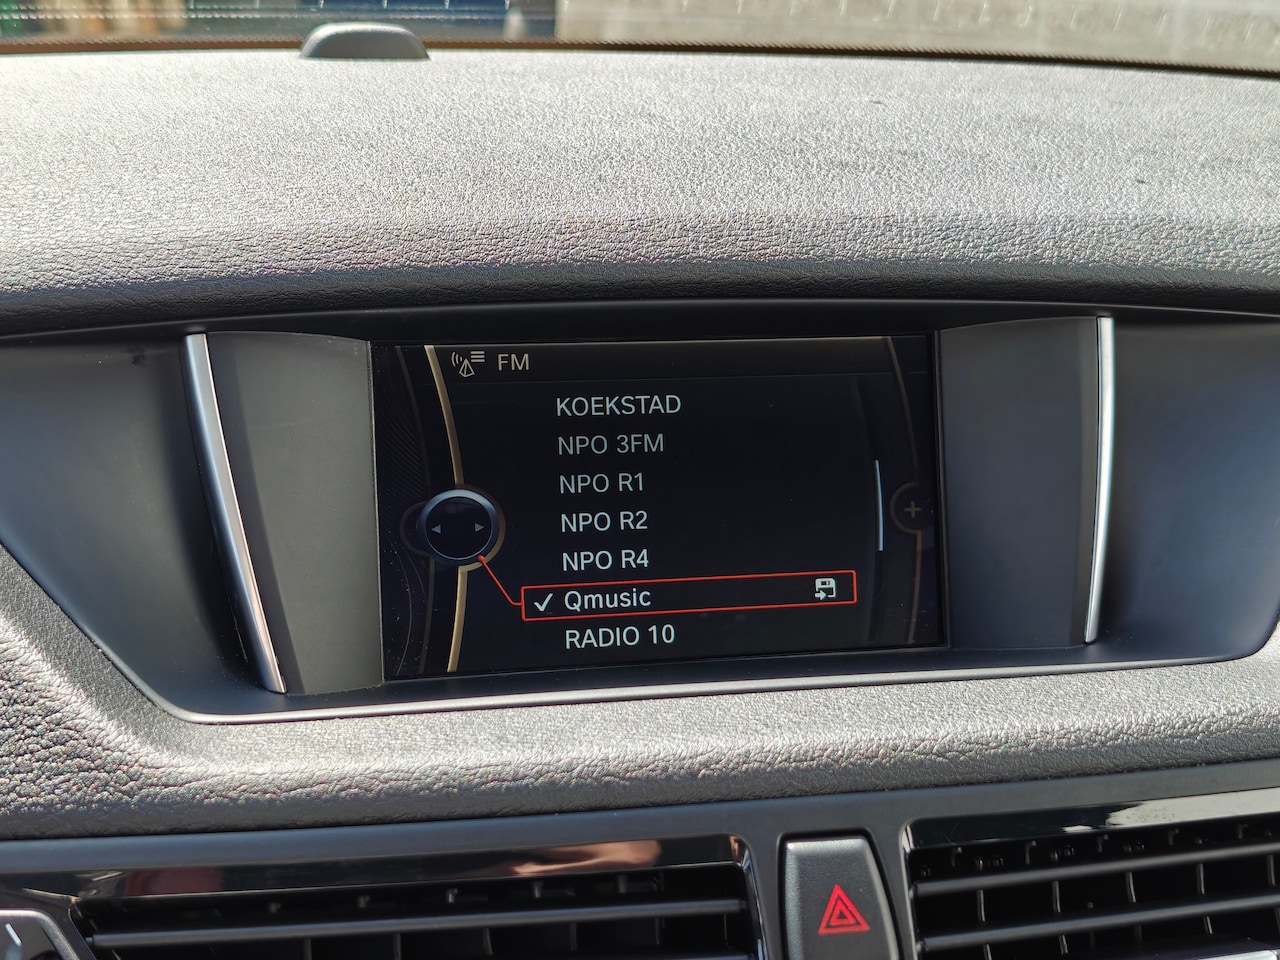 FM
KOEKSTAD
NPO 3FM
NPO R1
NPO R2
NPO R4
Qmusic
RADIO 10